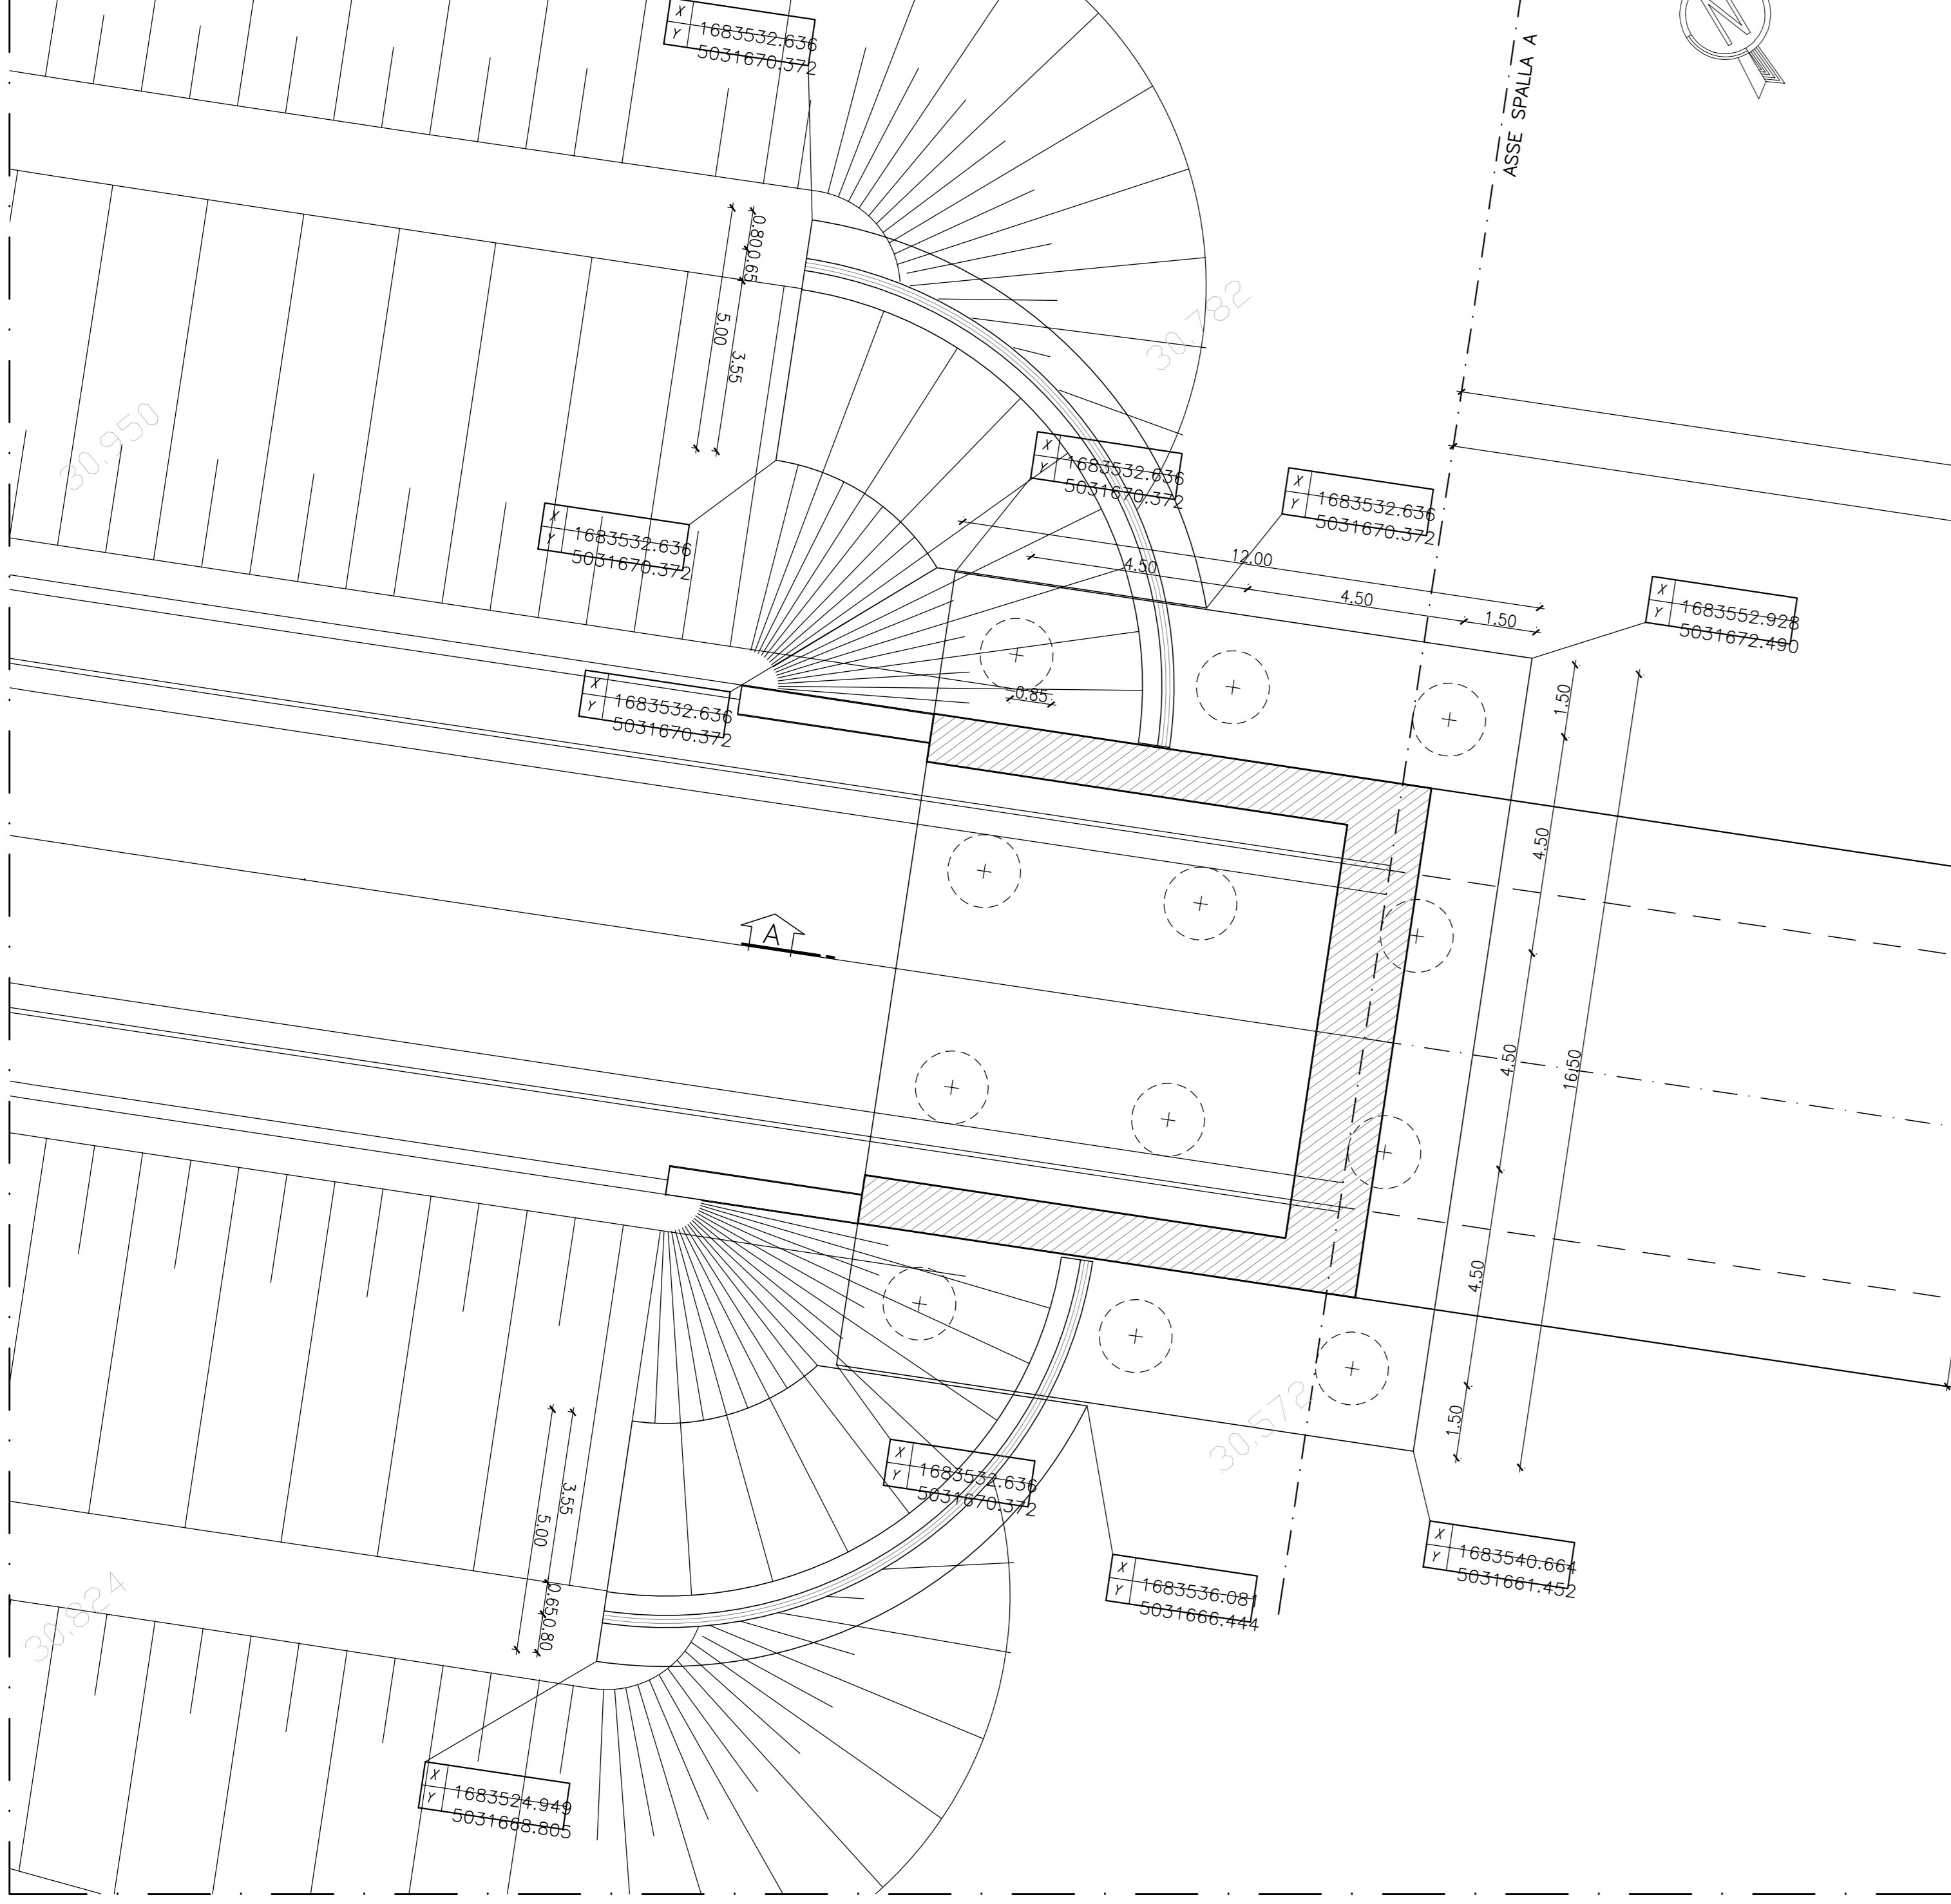 X 1683532.636
Y 5031670.372
N
ASSE SPALLA A
0.80
0.65
5.00
3.55
30.782
30.950
X 1683532.636
Y 5031670.372
X 1683532.636
Y 5031670.372
X 1683532.636
Y 5031670.372
12.00
4.50
4.50
1.50
X 1683552.928
Y 5031672.490
X 1683532.636
Y 5031670.372
0.85
1.50
4.50
A
4.50
16.50
4.50
1.50
30.572
3.55
5.00
X 1683532.636
Y 5031670.372
X 1683540.664
Y 5031661.452
X 1683536.081
Y 5031666.444
0.65
0.80
30.824
X 1683524.949
Y 5031668.805